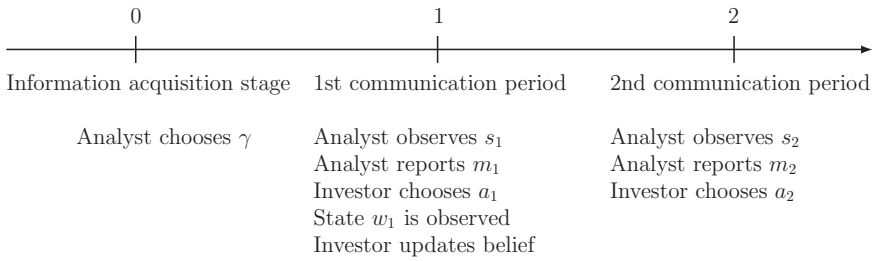 0 1 2
Information acquisition stage 1st communication period 2nd communication period
Analyst chooses γ Analyst observes s₁ Analyst observes s₂
Analyst reports m₁ Analyst reports m₂
Investor chooses a₁ Investor chooses a₂
State w₁ is observed
Investor updates belief